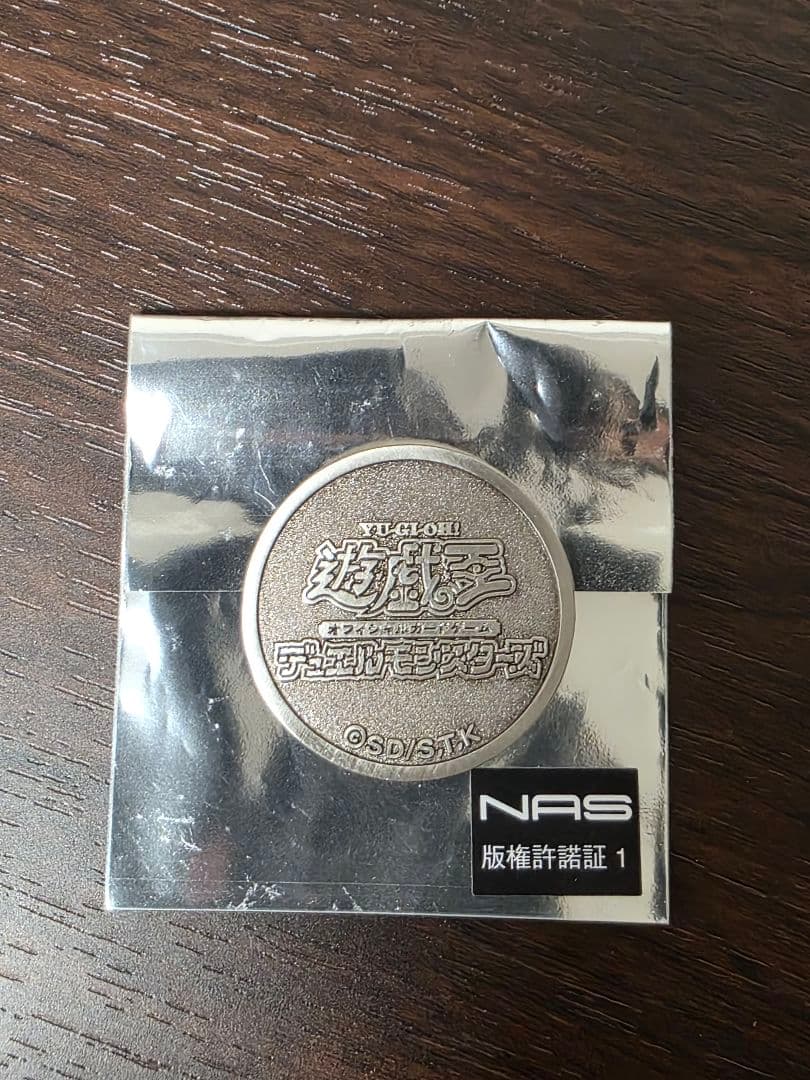 YU-GI-OH!
遊戯王
オフィシャルカードゲーム
デュエルモンスターズ
©SD/S.T.K
NAS
版権許諾証 1